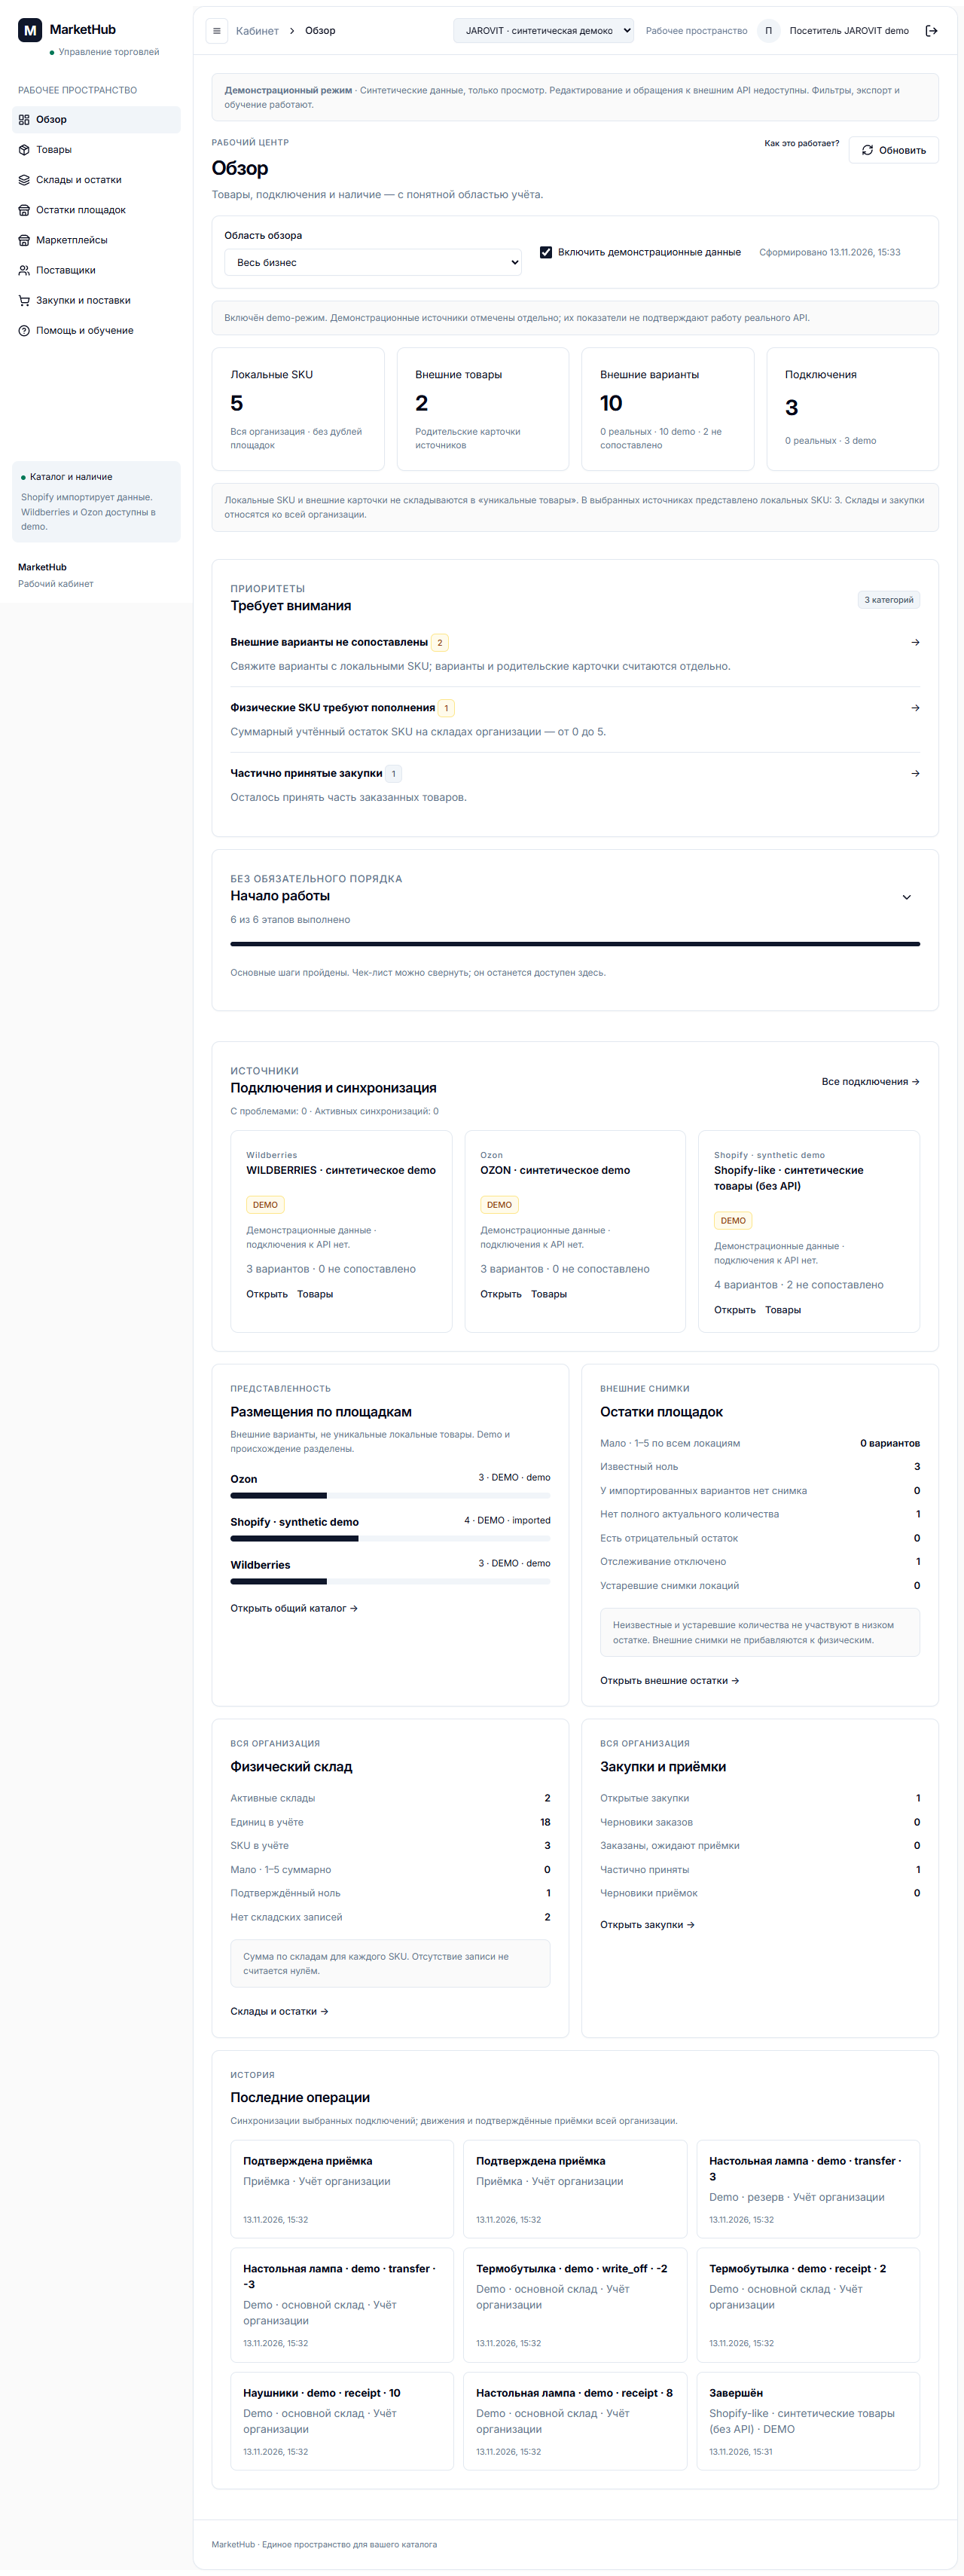 M MarketHub
Управление торговлей
РАБОЧЕЕ ПРОСТРАНСТВО
Обзор
Товары
Склады и остатки
Остатки площадок
Маркетплейсы
Поставщики
Закупки и поставки
Помощь и обучение
Каталог и наличие
Shopify импортирует данные.
Wildberries и Ozon доступны в
demo.
MarketHub
Рабочий кабинет
Кабинет
Обзор
JAROVIT · синтетическая демоко
Рабочее пространство
П
Посетитель JAROVIT demo
Демонстрационный режим · Синтетические данные, только просмотр. Редактирование и обращения к внешним API недоступны. Фильтры, экспорт и
обучение работают.
РАБОЧИЙ ЦЕНТР
Обзор
Товары, подключения и наличие — с понятной областью учёта.
Как это работает?
Обновить
Область обзора
Весь бизнес
Включить демонстрационные данные
Сформировано 13.11.2026, 15:33
Включён demo-режим. Демонстрационные источники отмечены отдельно; их показатели не подтверждают работу реального API.
Локальные SKU
5
Вся организация · без дублей
площадок
Внешние товары
2
Родительские карточки
источников
Внешние варианты
10
0 реальных · 10 demo · 2 не
сопоставлено
Подключения
3
0 реальных · 3 demo
Локальные SKU и внешние карточки не складываются в «уникальные товары». В выбранных источниках представлено локальных SKU: 3. Склады и закупки
относятся ко всей организации.
ПРИОРИТЕТЫ
Требует внимания
3 категорий
Внешние варианты не сопоставлены 2 →
Свяжите варианты с локальными SKU; варианты и родительские карточки считаются отдельно.
Физические SKU требуют пополнения 1 →
Суммарный учтённый остаток SKU на складах организации — от 0 до 5.
Частично принятые закупки 1 →
Осталось принять часть заказанных товаров.
БЕЗ ОБЯЗАТЕЛЬНОГО ПОРЯДКА
Начало работы
6 из 6 этапов выполнено
Основные шаги пройдены. Чек-лист можно свернуть; он останется доступен здесь.
ИСТОЧНИКИ
Подключения и синхронизация
Все подключения →
С проблемами: 0 · Активных синхронизаций: 0
Wildberries
WILDBERRIES · синтетическое demo
DEMO
Демонстрационные данные ·
подключения к API нет.
3 вариантов · 0 не сопоставлено
Открыть Товары
Ozon
OZON · синтетическое demo
DEMO
Демонстрационные данные ·
подключения к API нет.
3 вариантов · 0 не сопоставлено
Открыть Товары
Shopify · synthetic demo
Shopify-like · синтетические
товары (без API)
DEMO
Демонстрационные данные ·
подключения к API нет.
4 вариантов · 2 не сопоставлено
Открыть Товары
ПРЕДСТАВЛЕННОСТЬ
Размещения по площадкам
Внешние варианты, не уникальные локальные товары. Demo и
происхождение разделены.
Ozon 3 · DEMO · demo
Shopify · synthetic demo 4 · DEMO · imported
Wildberries 3 · DEMO · demo
Открыть общий каталог →
ВНЕШНИЕ СНИМКИ
Остатки площадок
Мало · 1–5 по всем локациям 0 вариантов
Известный ноль 3
У импортированных вариантов нет снимка 0
Нет полного актуального количества 1
Есть отрицательный остаток 0
Отслеживание отключено 1
Устаревшие снимки локаций 0
Неизвестные и устаревшие количества не участвуют в низком
остатке. Внешние снимки не прибавляются к физическим.
Открыть внешние остатки →
ВСЯ ОРГАНИЗАЦИЯ
Физический склад
Активные склады 2
Единиц в учёте 18
SKU в учёте 3
Мало · 1–5 суммарно 0
Подтверждённый ноль 1
Нет складских записей 2
Сумма по складам для каждого SKU. Отсутствие записи не
считается нулём.
Склады и остатки →
ВСЯ ОРГАНИЗАЦИЯ
Закупки и приёмки
Открытые закупки 1
Черновики заказов 0
Заказаны, ожидают приёмки 0
Частично приняты 1
Черновики приёмок 0
Открыть закупки →
ИСТОРИЯ
Последние операции
Синхронизации выбранных подключений; движения и подтверждённые приёмки всей организации.
Подтверждена приёмка
Приёмка · Учёт организации
13.11.2026, 15:32
Подтверждена приёмка
Приёмка · Учёт организации
13.11.2026, 15:32
Настольная лампа · demo · transfer ·
3
Demo · резерв · Учёт организации
13.11.2026, 15:32
Настольная лампа · demo · transfer ·
-3
Demo · основной склад · Учёт
организации
13.11.2026, 15:32
Термобутылка · demo · write_off · -2
Demo · основной склад · Учёт
организации
13.11.2026, 15:32
Термобутылка · demo · receipt · 2
Demo · основной склад · Учёт
организации
13.11.2026, 15:32
Наушники · demo · receipt · 10
Demo · основной склад · Учёт
организации
13.11.2026, 15:32
Настольная лампа · demo · receipt · 8
Demo · основной склад · Учёт
организации
13.11.2026, 15:32
Завершён
Shopify-like · синтетические товары
(без API) · DEMO
13.11.2026, 15:31
MarketHub · Единое пространство для вашего каталога